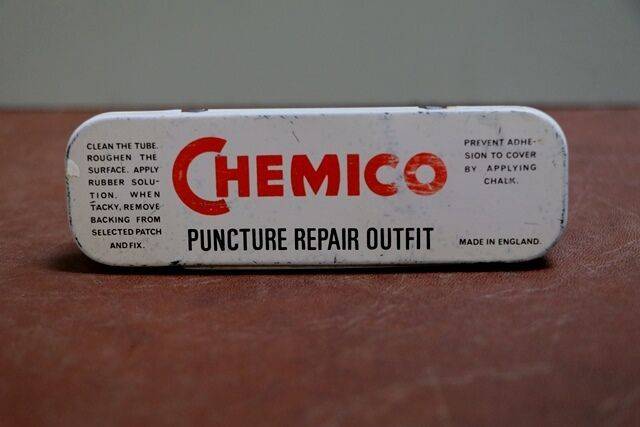 CLEAN THE TUBE.
ROUGHEN THE
SURFACE. APPLY
RUBBER SOLU-
TION. WHEN
TACKY, REMOVE
BACKING FROM
SELECTED PATCH
AND FIX.
CHEMICO
PUNCTURE REPAIR OUTFIT
PREVENT ADHE-
SION TO COVER
BY APPLYING
CHALK.
MADE IN ENGLAND.